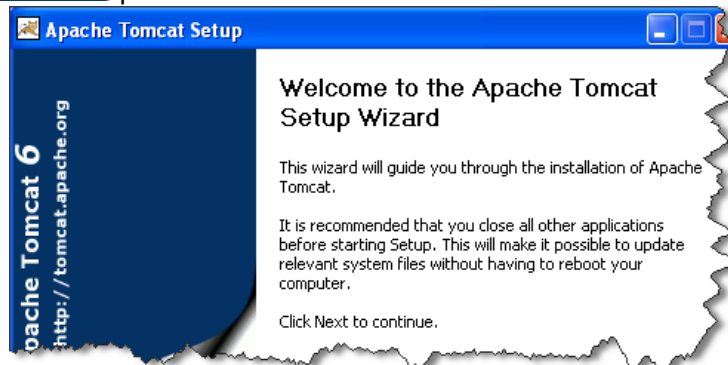 Apache Tomcat Setup
Welcome to the Apache Tomcat
Setup Wizard
This wizard will guide you through the installation of Apache
Tomcat.
It is recommended that you close all other applications
before starting Setup. This will make it possible to update
relevant system files without having to reboot your
computer.
Click Next to continue.
pache Tomcat 6
http://tomcat.apache.org